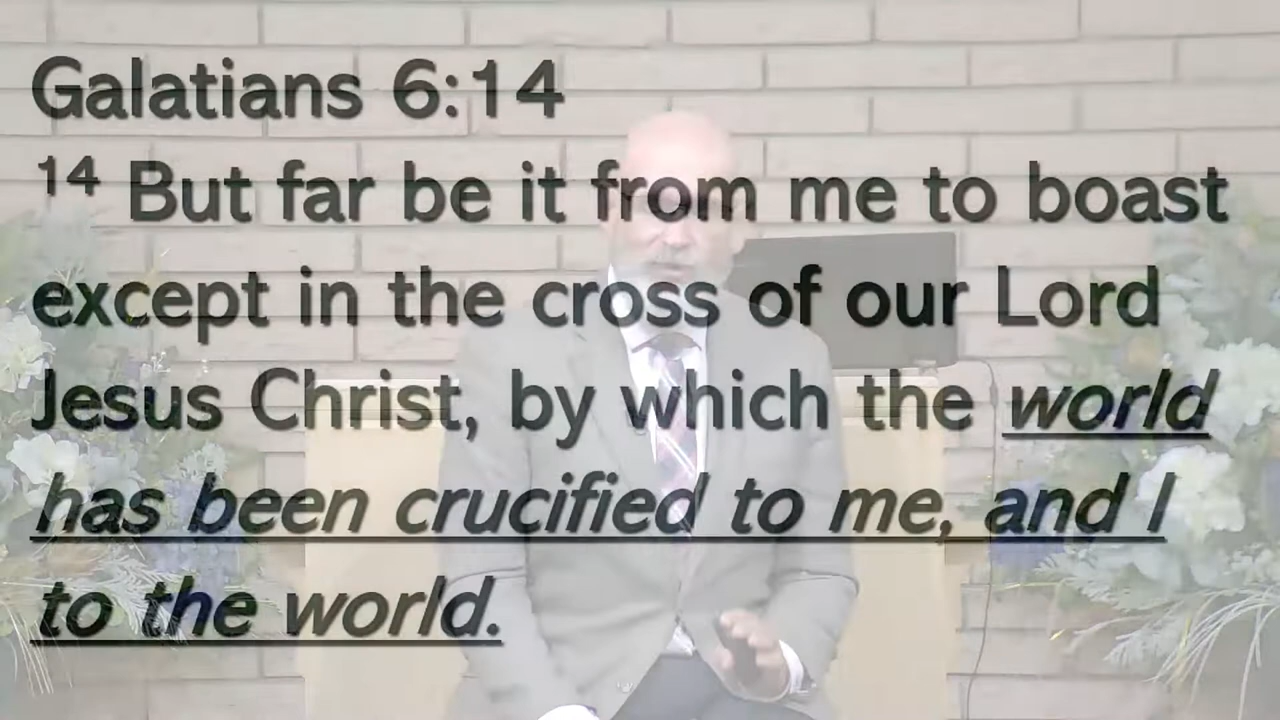 Galatians 6:14
14 But far be it from me to boast
except in the cross of our Lord
Jesus Christ, by which the world
has been crucified to me, and I
to the world.